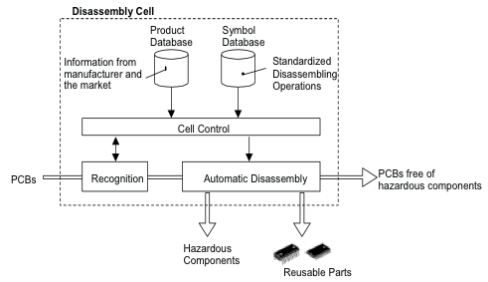 Disassembly Cell
Product
Database
Symbol
Database
Information from
manufacturer and
the market
Standardized
Disassembling
Operations
Cell Control
PCBs
Recognition
Automatic Disassembly
PCBs free of
hazardous components
Hazardous
Components
Reusable Parts